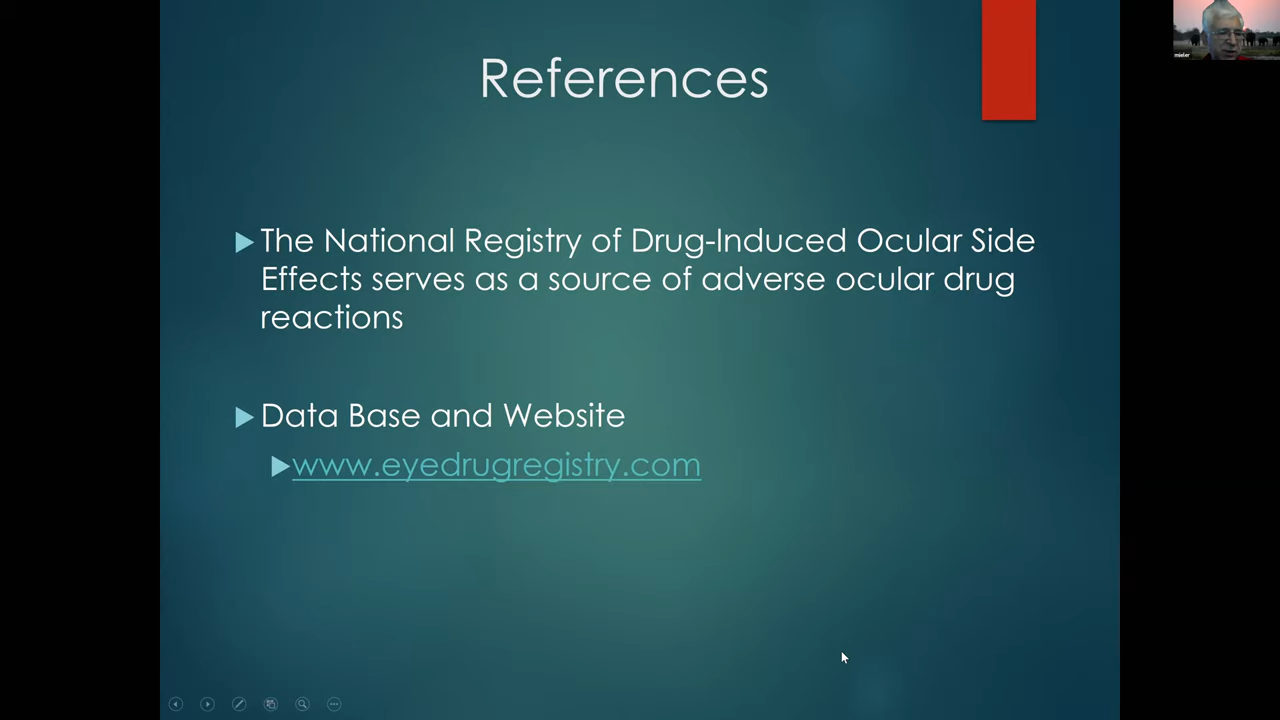 References
The National Registry of Drug-Induced Ocular Side
Effects serves as a source of adverse ocular drug
reactions
Data Base and Website
www.eyedrugregistry.com
mieler